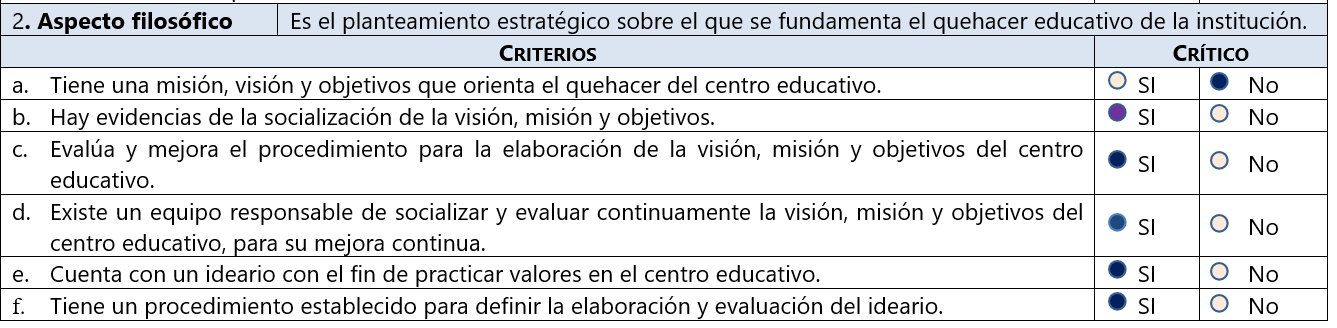 2. Aspecto filosófico Es el planteamiento estratégico sobre el que se fundamenta el quehacer educativo de la institución.
CRITERIOS CRÍTICO
a. Tiene una misión, visión y objetivos que orienta el quehacer del centro educativo. SI No
b. Hay evidencias de la socialización de la visión, misión y objetivos. SI No
c. Evalúa y mejora el procedimiento para la elaboración de la visión, misión y objetivos del centro
educativo. SI No
d. Existe un equipo responsable de socializar y evaluar continuamente la visión, misión y objetivos del
centro educativo, para su mejora continua. SI No
e. Cuenta con un ideario con el fin de practicar valores en el centro educativo. SI No
f. Tiene un procedimiento establecido para definir la elaboración y evaluación del ideario. SI No